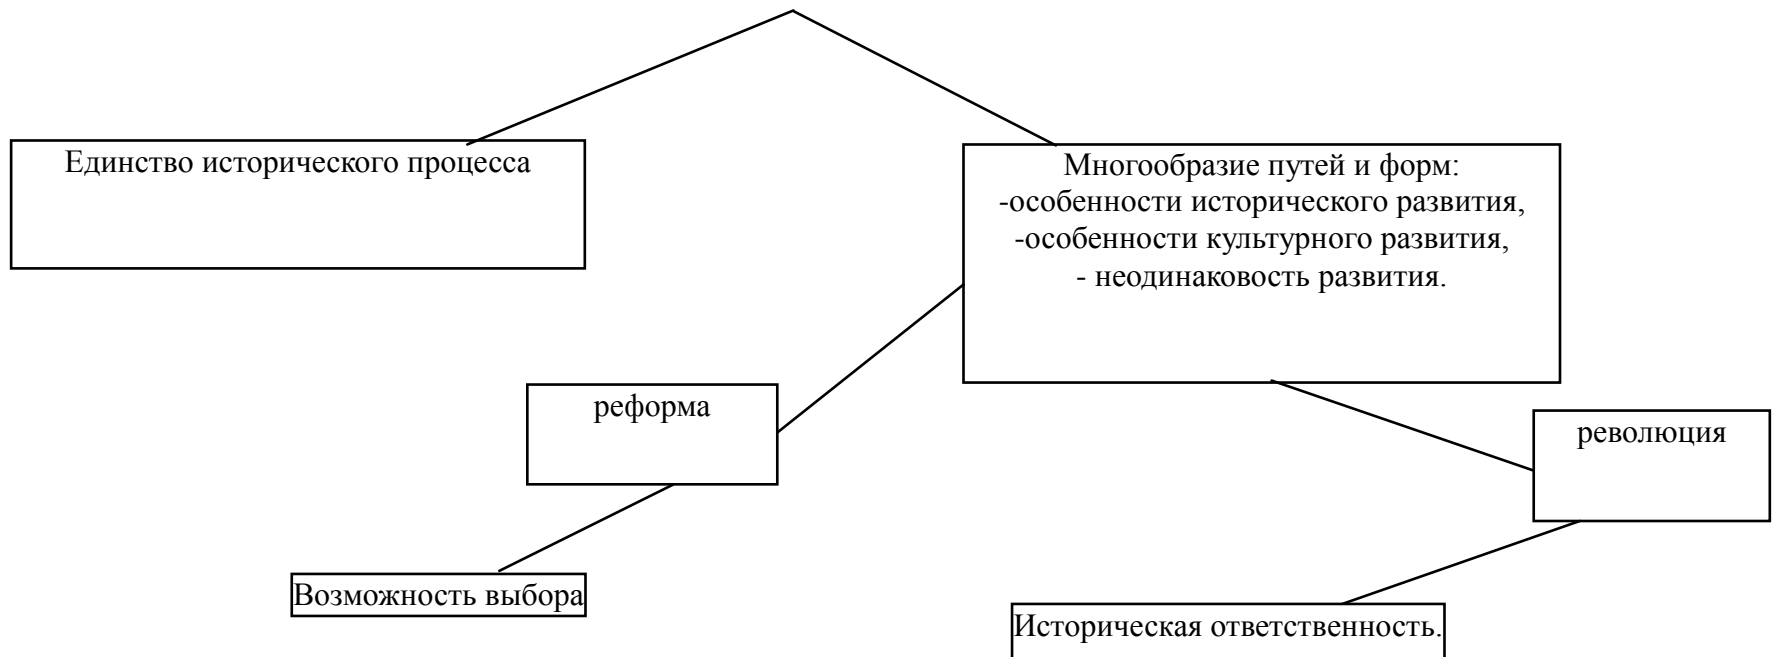 Единство исторического процесса
Многообразие путей и форм:
-особенности исторического развития,
-особенности культурного развития,
- неодинаковость развития.
реформа
революция
Возможность выбора
Историческая ответственность.